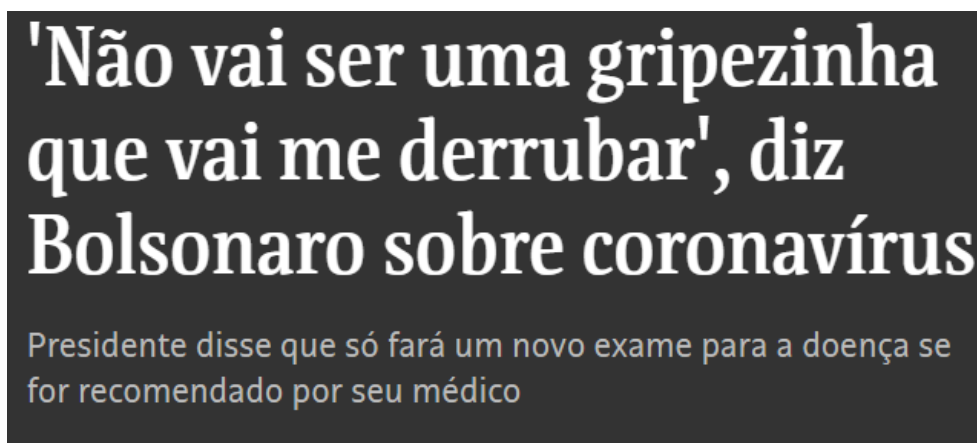 'Não vai ser uma gripezinha
que vai me derrubar', diz
Bolsonaro sobre coronavírus
Presidente disse que só fará um novo exame para a doença se
for recomendado por seu médico